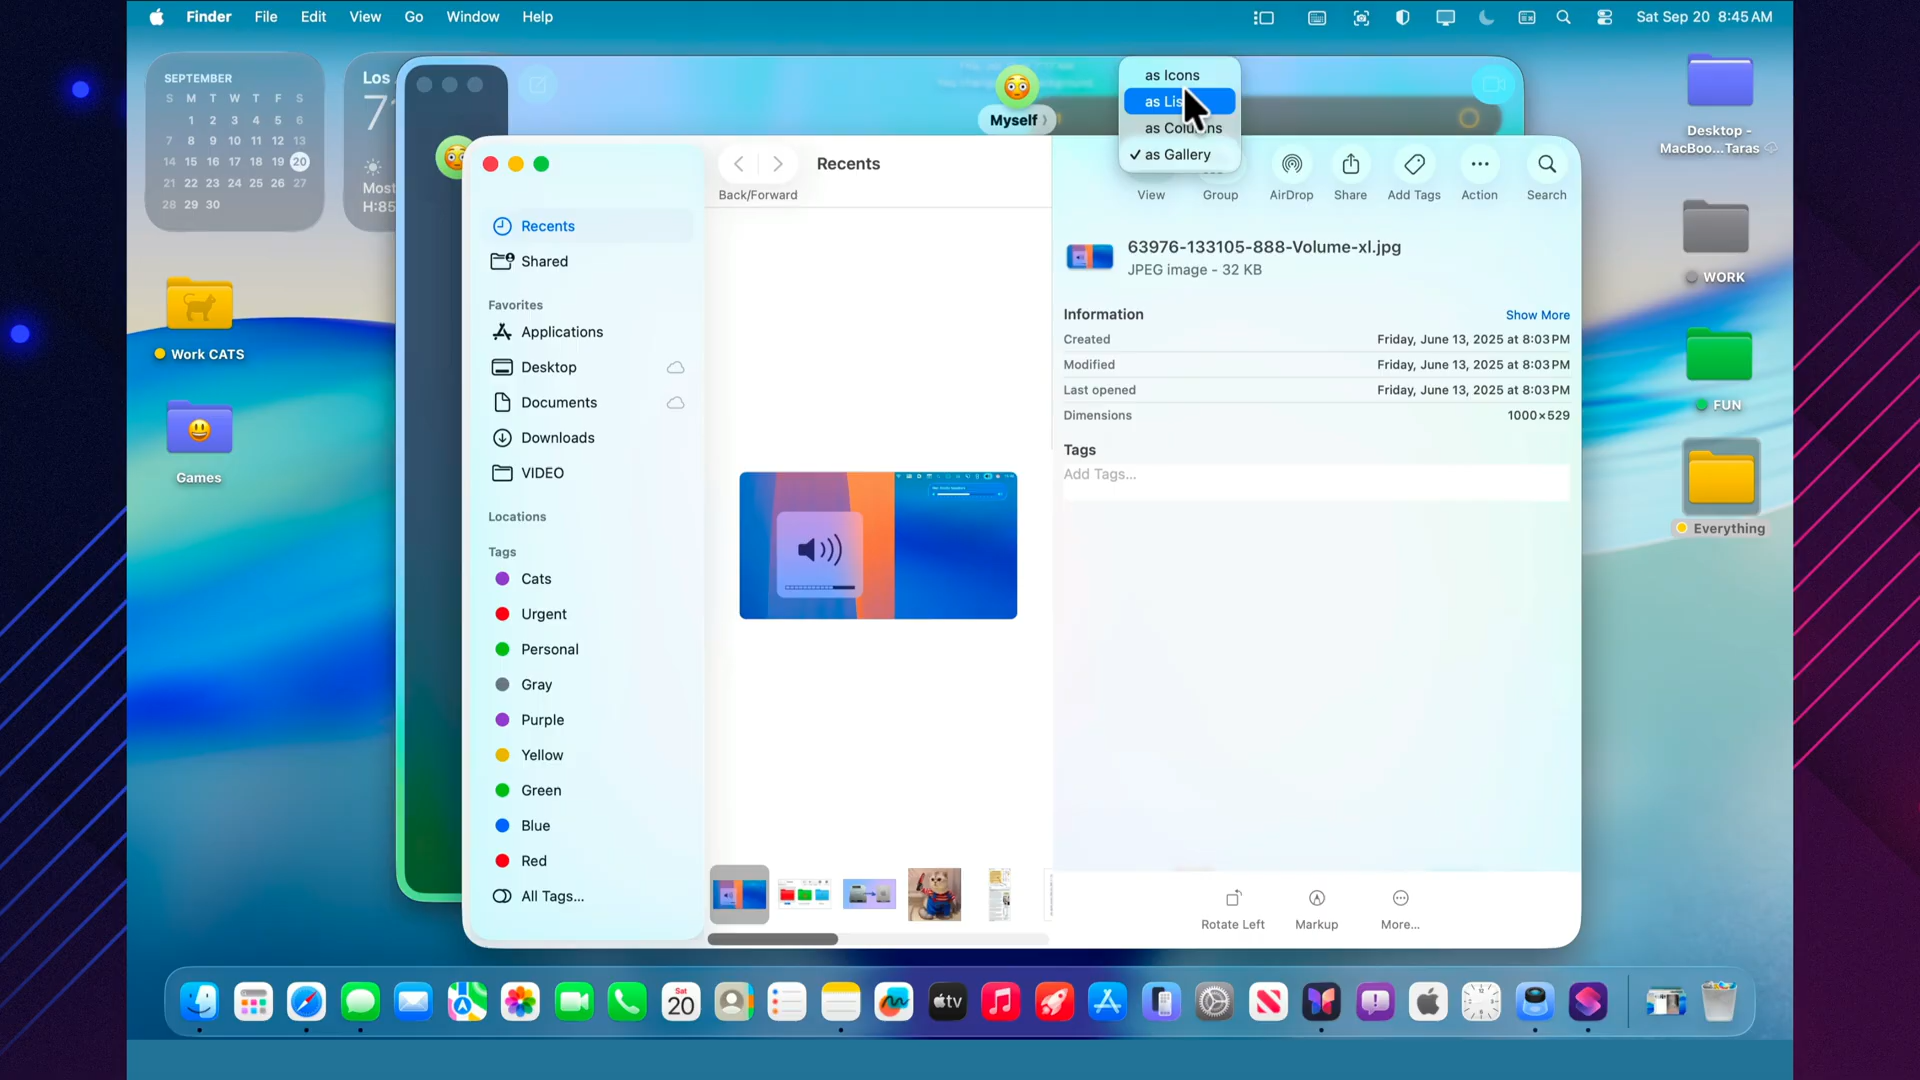 Finder File Edit View Go Window Help
Sat Sep 20 8:45 AM
SEPTEMBER
S M T W T F S
1 2 3 4 5 6
7 8 9 10 11 12 13
14 15 16 17 18 19 20
21 22 23 24 25 26 27
28 29 30
Los
Most
H:85
Work CATS
Games
Myself
as Icons
as Lis
as Columns
✓ as Gallery
Desktop -
MacBoo...Taras
WORK
FUN
Everything
Recents
Back/Forward
View
Group
AirDrop
Share
Add Tags
Action
Search
Recents
Shared
Favorites
Applications
Desktop
Documents
Downloads
VIDEO
Locations
Tags
Cats
Urgent
Personal
Gray
Purple
Yellow
Green
Blue
Red
All Tags...
63976-133105-888-Volume-xl.jpg
JPEG image - 32 KB
Information
Show More
Created Friday, June 13, 2025 at 8:03 PM
Modified Friday, June 13, 2025 at 8:03 PM
Last opened Friday, June 13, 2025 at 8:03 PM
Dimensions 1000×529
Tags
Add Tags...
Rotate Left
Markup
More...
Sat
20
tv